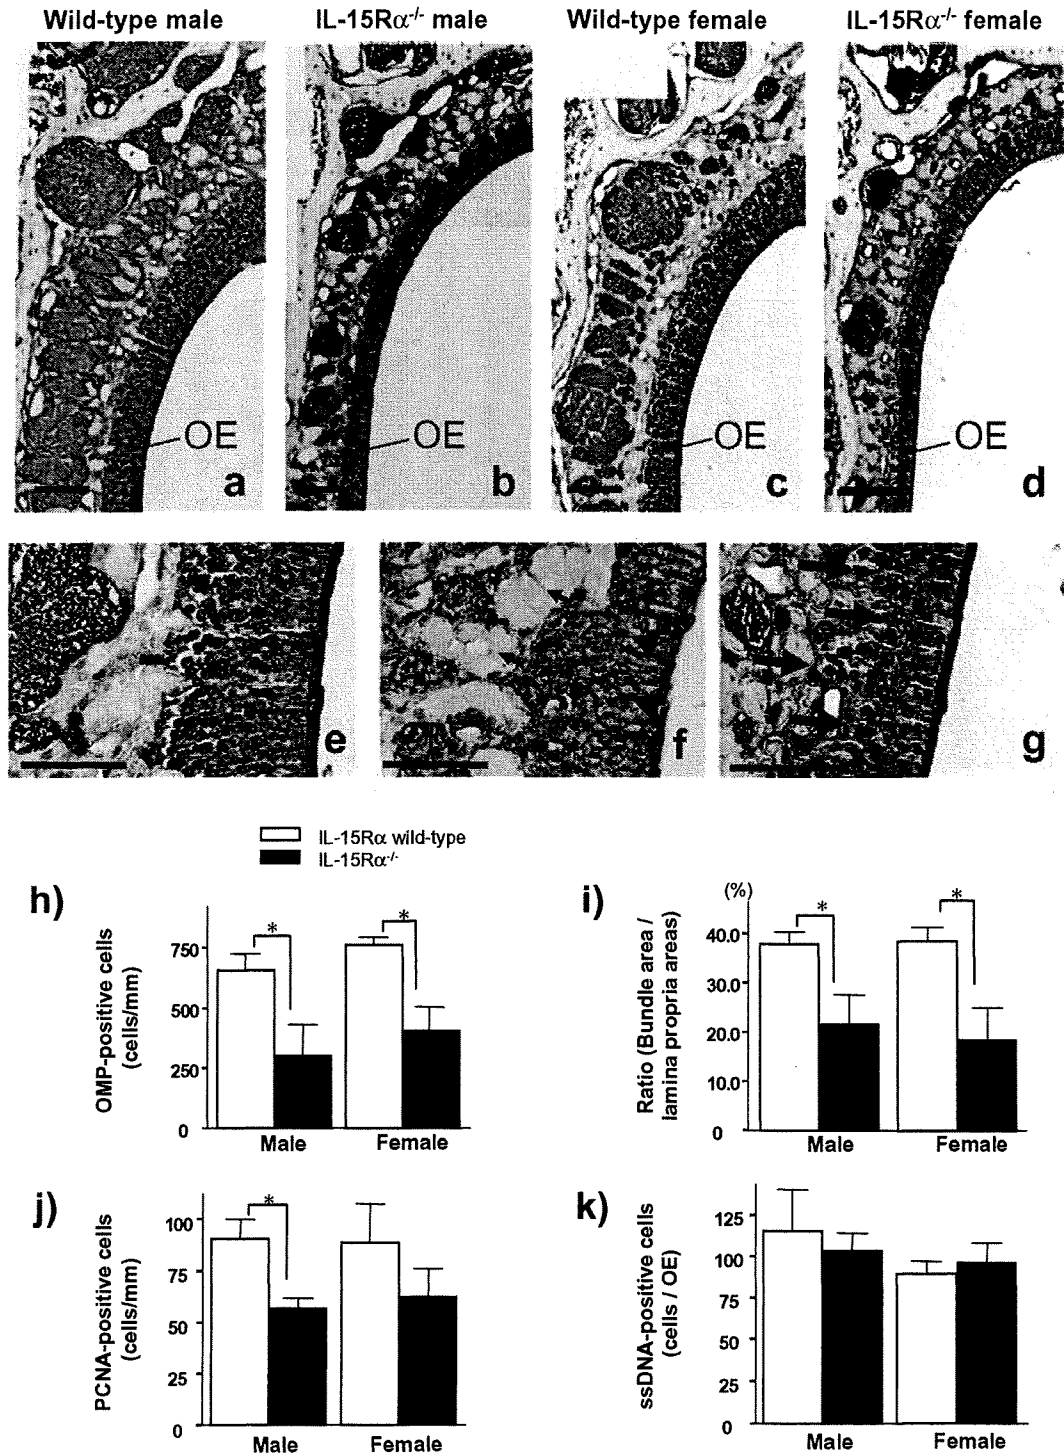 Wild-type male
IL-15Rα-/- male
Wild-type female
IL-15Rα-/- female
OE
a
OE
b
OE
c
OE
d
e
f
g
IL-15Rα wild-type
IL-15Rα-/-
h)
OMP-positive cells
(cells/mm)
750
500
250
0
*
*
Male
Female
i)
(%)
Ratio (Bundle area /
lamina propria areas)
40.0
30.0
20.0
10.0
0
*
*
Male
Female
j)
PCNA-positive cells
(cells/mm)
100
75
50
25
0
*
Male
Female
k)
ssDNA-positive cells
(cells / OE)
125
100
75
50
25
0
Male
Female